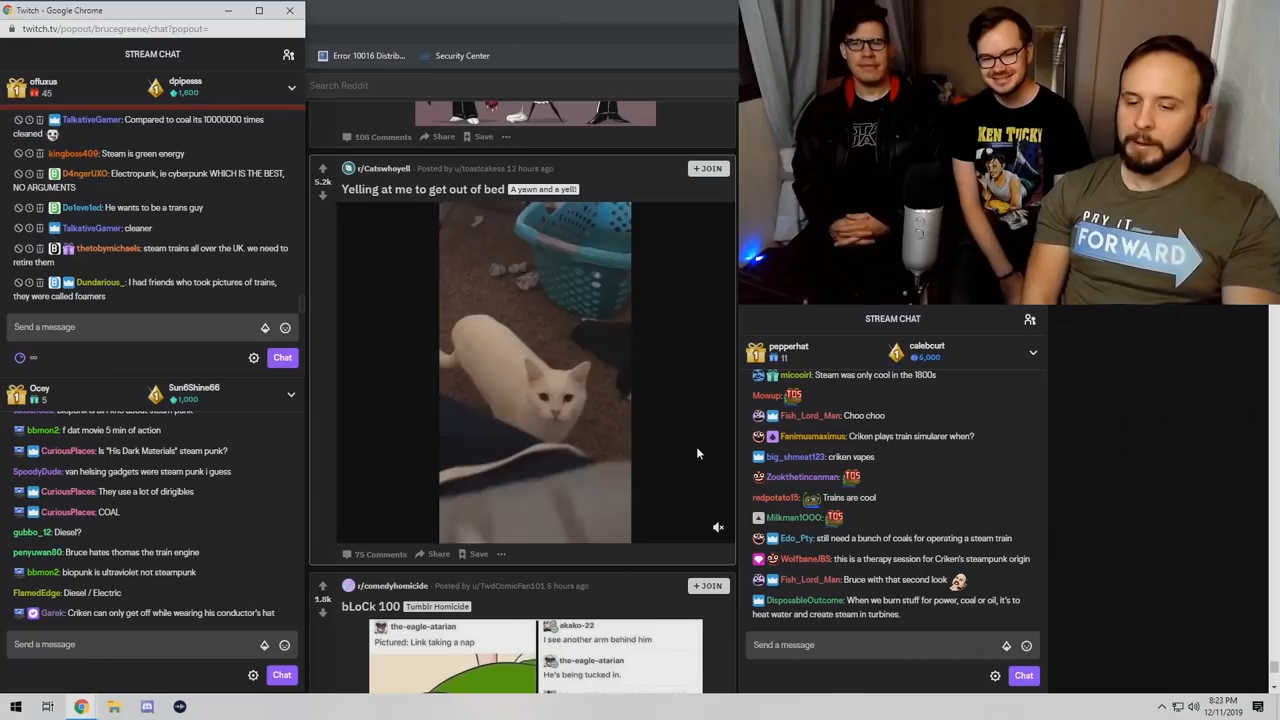 Twitch - Google Chrome
twitch.tv/popout/brucegreene/chat?popout=
STREAM CHAT
ofluxus
45
dpipesss
1,600
TalkativeGamer: Compared to coal its 10000000 times
cleaned
kingboss409: Steam is green energy
D4ngerUXO: Electropunk, ie cyberpunk WHICH IS THE BEST,
NO ARGUMENTS
De1eve1ed: He wants to be a trans guy
TalkativeGamer: cleaner
thetobymichaels: steam trains all over the UK. we need to
retire them
Dundarious_: I had friends who took pictures of trains,
they were called foamers
Send a message
Chat
Ocey
5
Sun6Shine66
1,000
bbmon2: f dat movie 5 min of action
CuriousPlaces: Is "His Dark Materials" steam punk?
SpoodyDude: van helsing gadgets were steam punk i guess
CuriousPlaces: They use a lot of dirigibles
CuriousPlaces: COAL
gubbo_12: Diesel?
penyuwan80: Bruce hates thomas the train engine
bbmon2: biopunk is ultraviolet not steampunk
FlamedEdge: Diesel / Electric
Garek: Criken can only get off while wearing his conductor's
hat
Send a message
Chat
Error 10016 Distrib...
Security Center
Search Reddit
108 Comments
Share
Save
r/Catswhoyell
Posted by u/toastcakess 12 hours ago
+ JOIN
5.2k
Yelling at me to get out of bed
A yawn and a yell!
75 Comments
Share
Save
r/comedyhomicide
Posted by u/TwdComicFan101 5 hours ago
+ JOIN
1.8k
bLoCk 100
Tumblr Homicide
the-eagle-atarian
Pictured: Link taking a nap
akako-22
I see another arm behind him
the-eagle-atarian
He's being tucked in.
KEN TUCKY
PAY IT
FORWARD
STREAM CHAT
pepperhat
11
calebcurt
5,000
micooirl: Steam was only cool in the 1800s
Mowup: TOS
Fish_Lord_Man: Choo choo
Fanimusmaximus: Criken plays train simularer when?
big_shmeat123: criken vapes
Zookthetincanman: TOS
redpotato15: Trains are cool
Milkman1000: TOS
Edo_Pty: still need a bunch of coals for operating a steam train
WolfbaneJBS: this is a therapy session for Criken's steampunk origin
Fish_Lord_Man: Bruce with that second look
DisposableOutcome: When we burn stuff for power, coal or oil, it's to
heat water and create steam in turbines.
Send a message
Chat
8:23 PM
12/11/2019